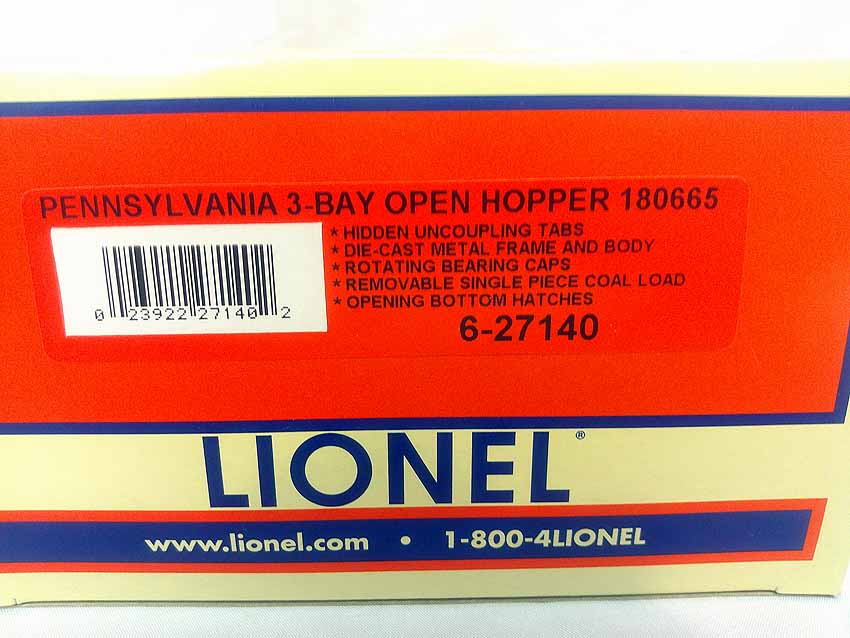 PENNSYLVANIA 3-BAY OPEN HOPPER 180665
* HIDDEN UNCOUPLING TABS
* DIE-CAST METAL FRAME AND BODY
* ROTATING BEARING CAPS
* REMOVABLE SINGLE PIECE COAL LOAD
* OPENING BOTTOM HATCHES
0 23922 27140 2
6-27140
LIONEL®
www.lionel.com • 1-800-4LIONEL